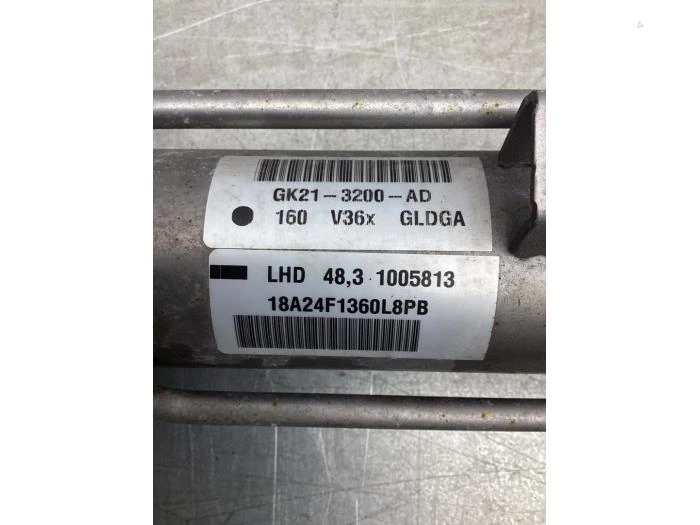 GK21-3200-AD
160 V36x GLDGA
LHD 48,3 1005813
18A24F1360L8PB